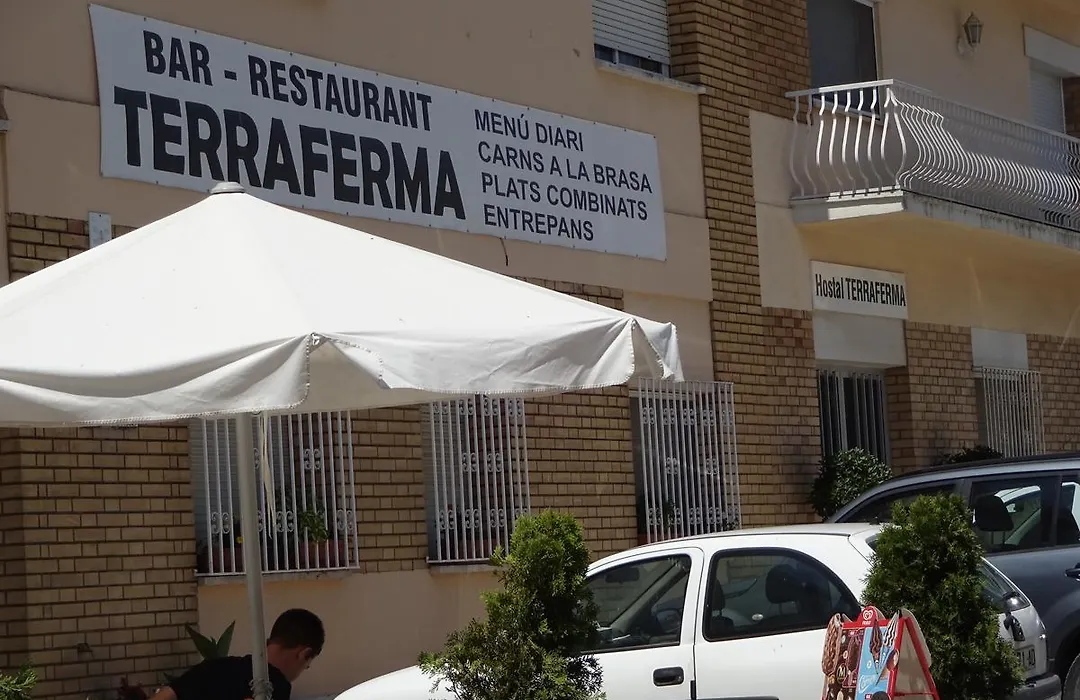 BAR - RESTAURANT
TERRAFERMA
MENÚ DIARI
CARNS A LA BRASA
PLATS COMBINATS
ENTREPANS
Hostal TERRAFERMA